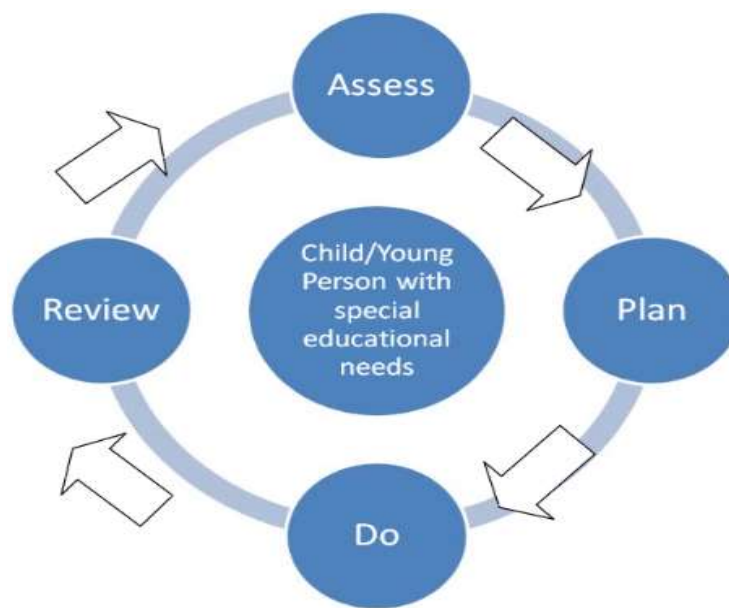 Assess
Child/Young
Person with
special
educational
needs
Review
Plan
Do